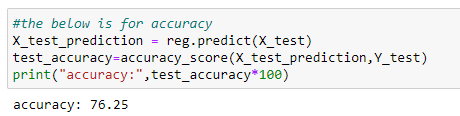 #the below is for accuracy
X_test_prediction = reg.predict(X_test)
test_accuracy=accuracy_score(X_test_prediction,Y_test)
print("accuracy:",test_accuracy*100)
accuracy: 76.25